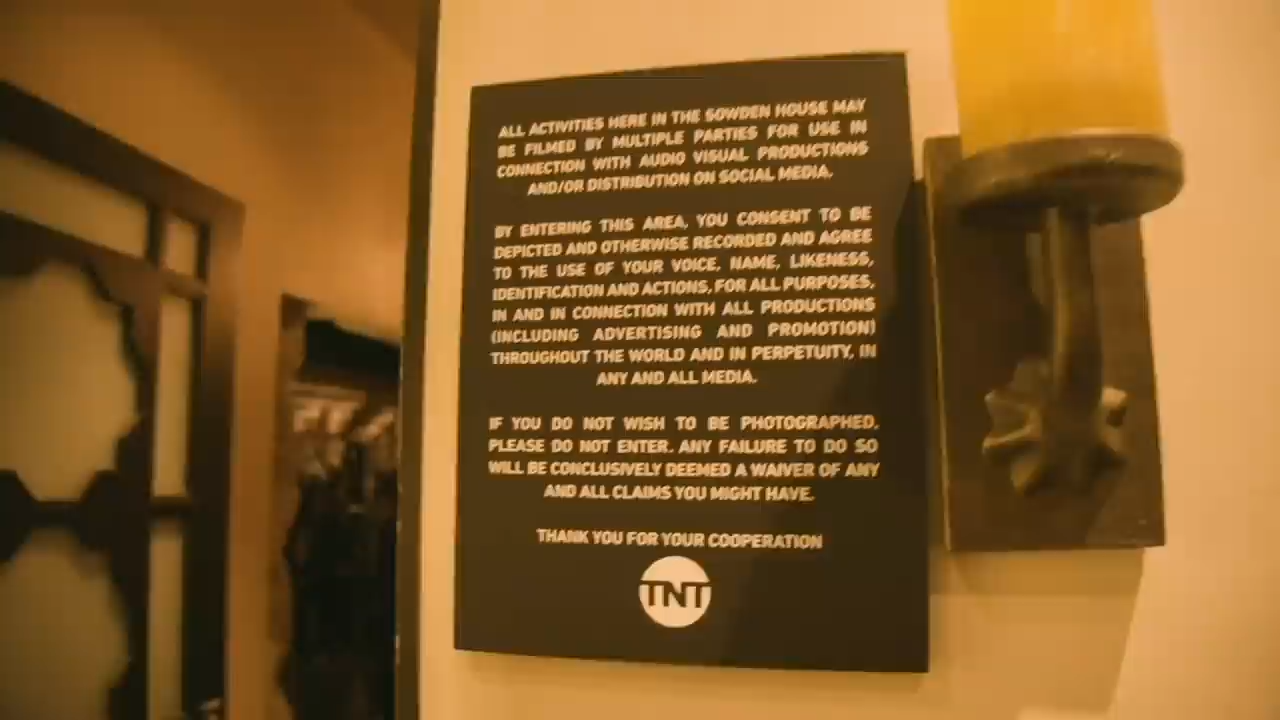 ALL ACTIVITIES HERE IN THE SOWDEN HOUSE MAY
BE FILMED BY MULTIPLE PARTIES FOR USE IN
CONNECTION WITH AUDIO VISUAL PRODUCTIONS
AND/OR DISTRIBUTION ON SOCIAL MEDIA.
BY ENTERING THIS AREA, YOU CONSENT TO BE
DEPICTED AND OTHERWISE RECORDED AND AGREE
TO THE USE OF YOUR VOICE, NAME, LIKENESS,
IDENTIFICATION AND ACTIONS, FOR ALL PURPOSES,
IN AND IN CONNECTION WITH ALL PRODUCTIONS
(INCLUDING ADVERTISING AND PROMOTION)
THROUGHOUT THE WORLD AND IN PERPETUITY, IN
ANY AND ALL MEDIA.
IF YOU DO NOT WISH TO BE PHOTOGRAPHED,
PLEASE DO NOT ENTER. ANY FAILURE TO DO SO
WILL BE CONCLUSIVELY DEEMED A WAIVER OF ANY
AND ALL CLAIMS YOU MIGHT HAVE.
THANK YOU FOR YOUR COOPERATION
TNT